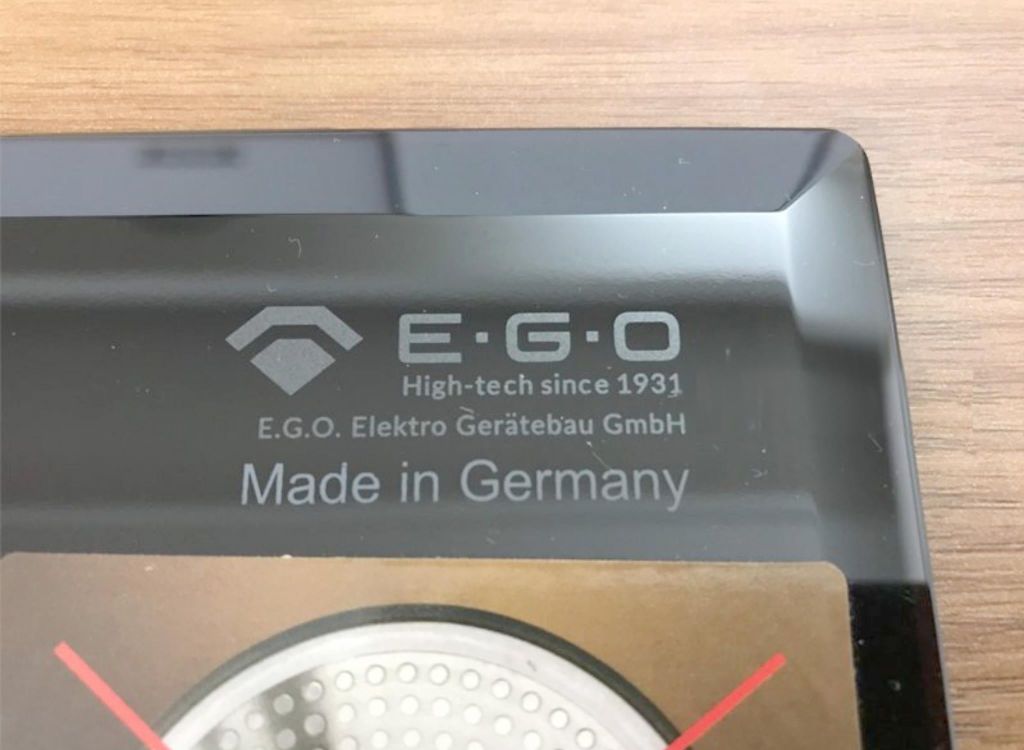 E·G·O
High-tech since 1931
E.G.O. Elektro Gerätebau GmbH
Made in Germany